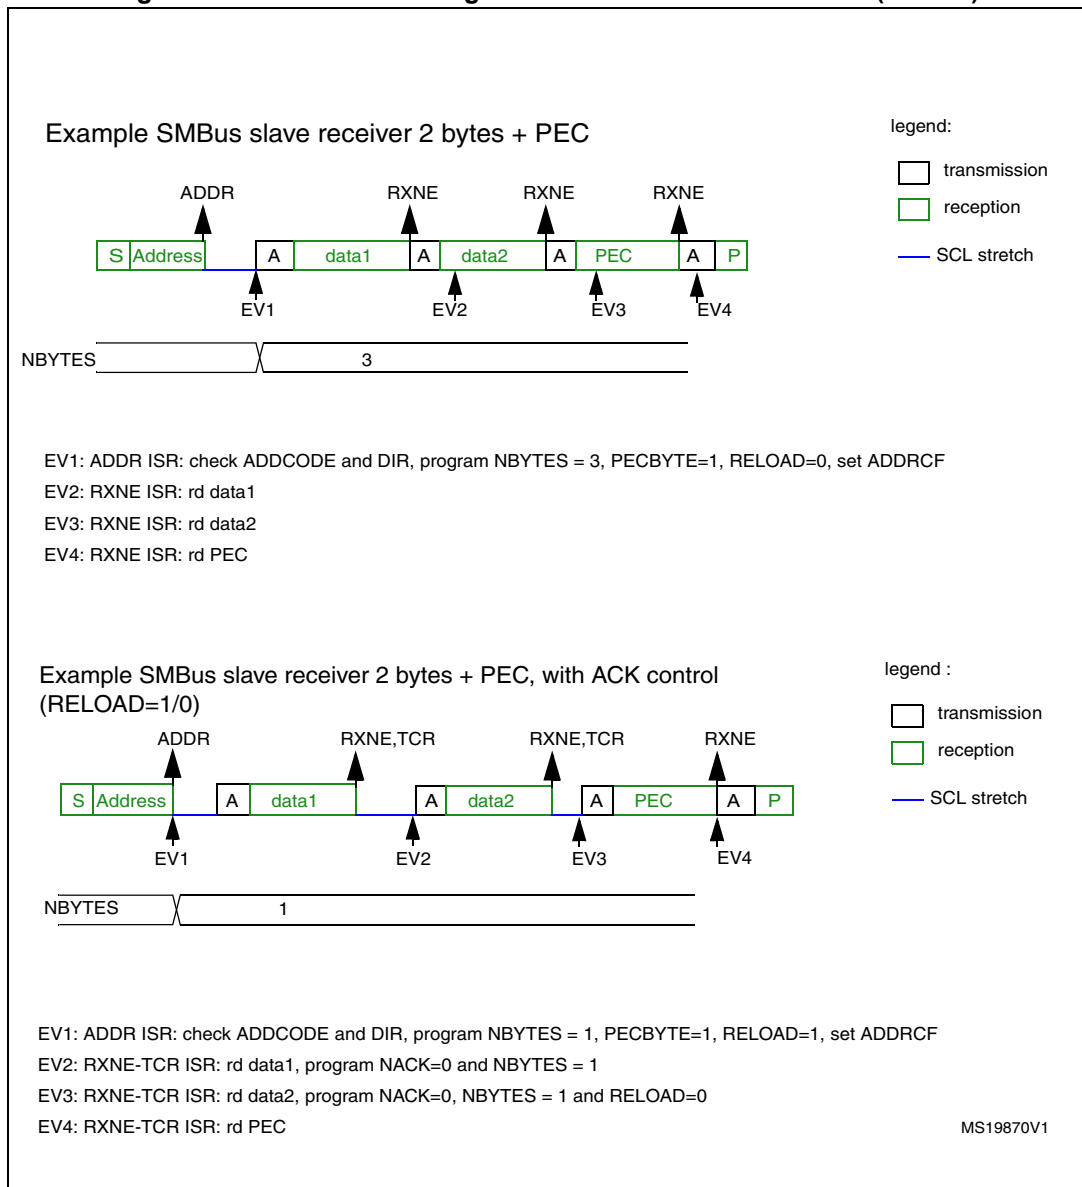 Example SMBus slave receiver 2 bytes + PEC
legend:
transmission
reception
SCL stretch
ADDR RXNE RXNE RXNE
S Address A data1 A data2 A PEC A P
EV1 EV2 EV3 EV4
NBYTES 3
EV1: ADDR ISR: check ADDCODE and DIR, program NBYTES = 3, PECBYTE=1, RELOAD=0, set ADDRCF
EV2: RXNE ISR: rd data1
EV3: RXNE ISR: rd data2
EV4: RXNE ISR: rd PEC
Example SMBus slave receiver 2 bytes + PEC, with ACK control
(RELOAD=1/0)
legend :
transmission
reception
SCL stretch
ADDR RXNE,TCR RXNE,TCR RXNE
S Address A data1 A data2 A PEC A P
EV1 EV2 EV3 EV4
NBYTES 1
EV1: ADDR ISR: check ADDCODE and DIR, program NBYTES = 1, PECBYTE=1, RELOAD=1, set ADDRCF
EV2: RXNE-TCR ISR: rd data1, program NACK=0 and NBYTES = 1
EV3: RXNE-TCR ISR: rd data2, program NACK=0, NBYTES = 1 and RELOAD=0
EV4: RXNE-TCR ISR: rd PEC
MS19870V1